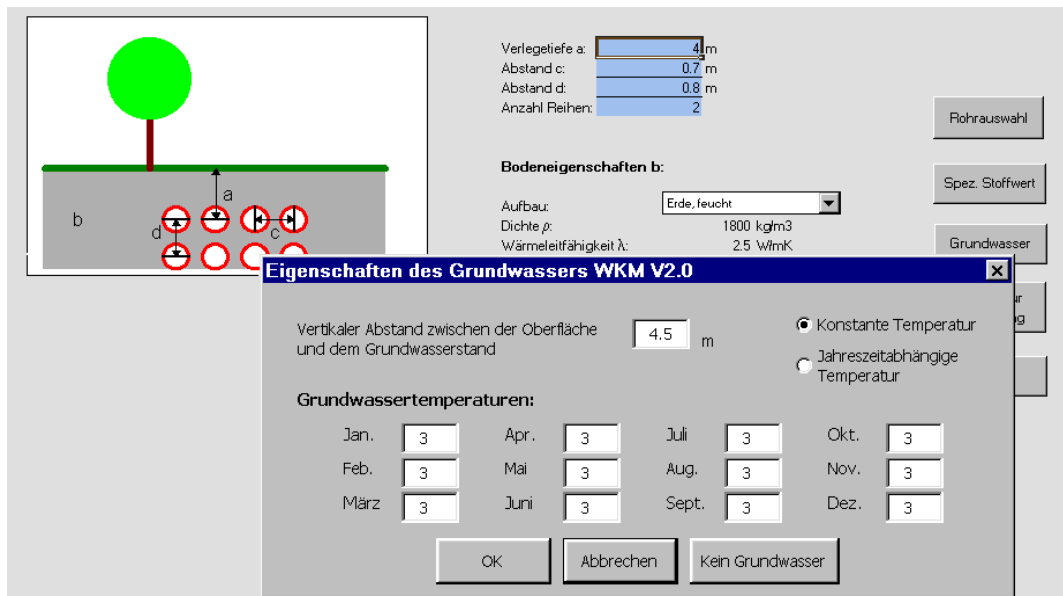 Verlegetiefe a: 4 m
Abstand c: 0.7 m
Abstand d: 0.8 m
Anzahl Reihen: 2
Rohrauswahl
Bodeneigenschaften b:
Spez. Stoffwert
Aufbau: Erde, feucht
Dichte ρ: 1800 kg/m3
Wärmeleitfähigkeit λ: 2.5 W/mK
Grundwasser
a
b
c
d
Eigenschaften des Grundwassers WKM V2.0
Vertikaler Abstand zwischen der Oberfläche
und dem Grundwasserstand
4.5 m
Konstante Temperatur
Jahreszeitabhängige
Temperatur
Grundwassertemperaturen:
Jan. 3 Apr. 3 Juli 3 Okt. 3
Feb. 3 Mai 3 Aug. 3 Nov. 3
März 3 Juni 3 Sept. 3 Dez. 3
OK Abbrechen Kein Grundwasser